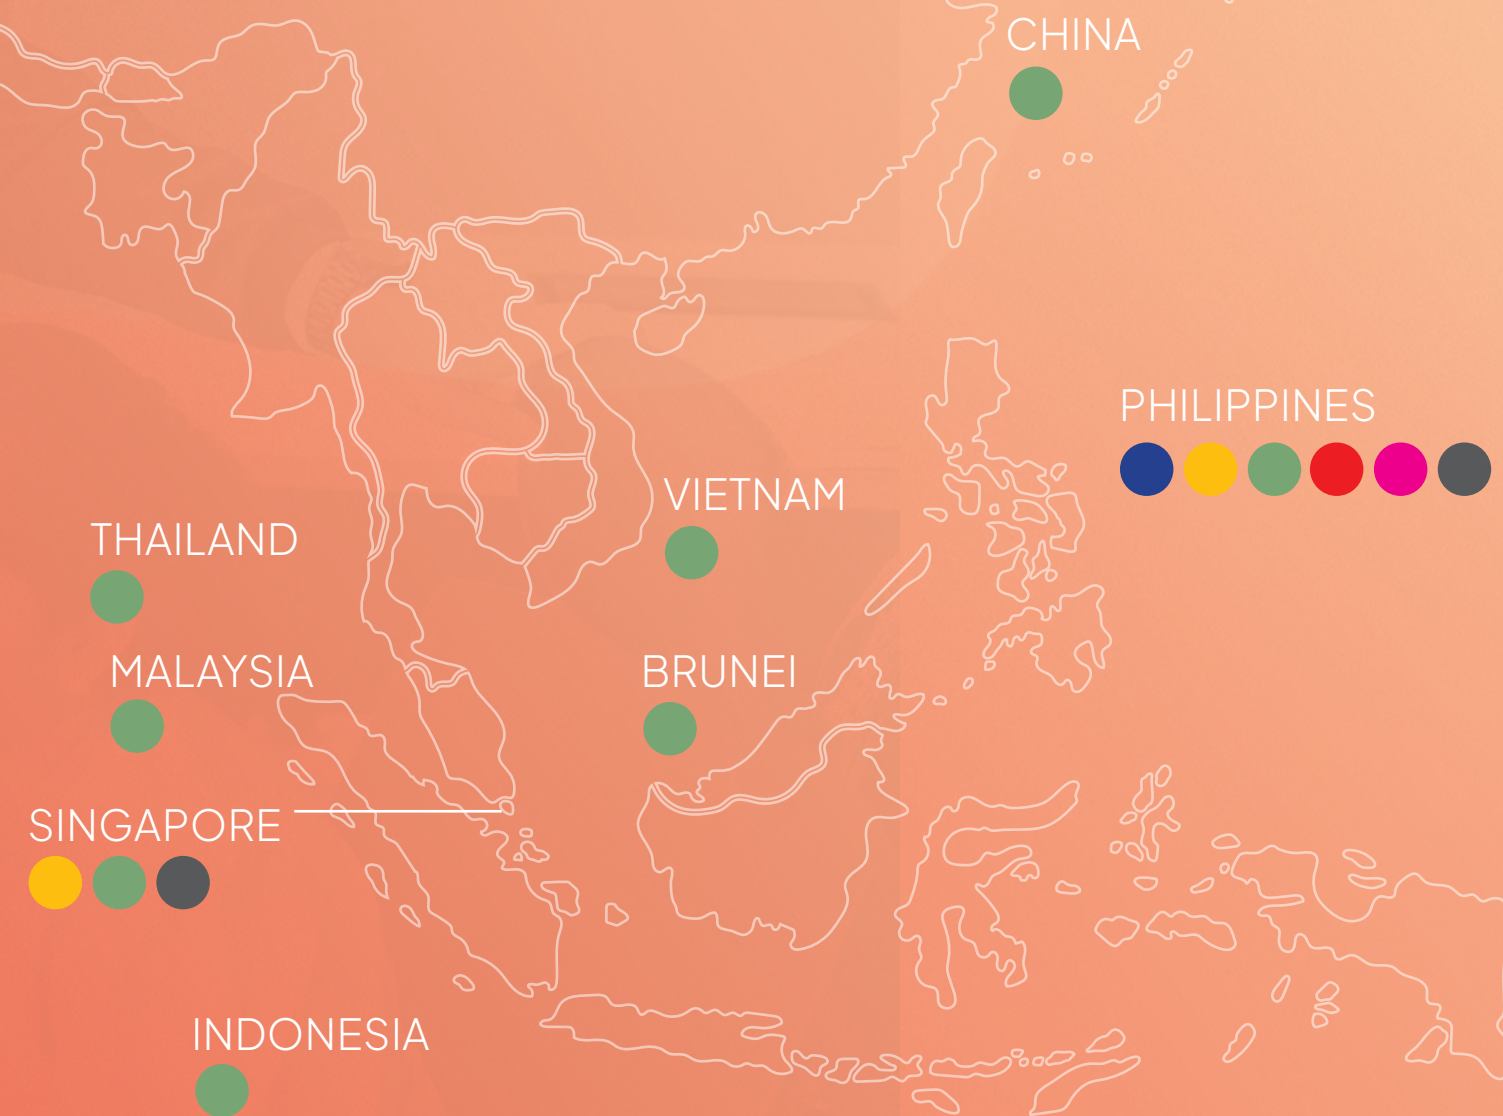 CHINA
PHILIPPINES
VIETNAM
THAILAND
MALAYSIA
BRUNEI
SINGAPORE
INDONESIA